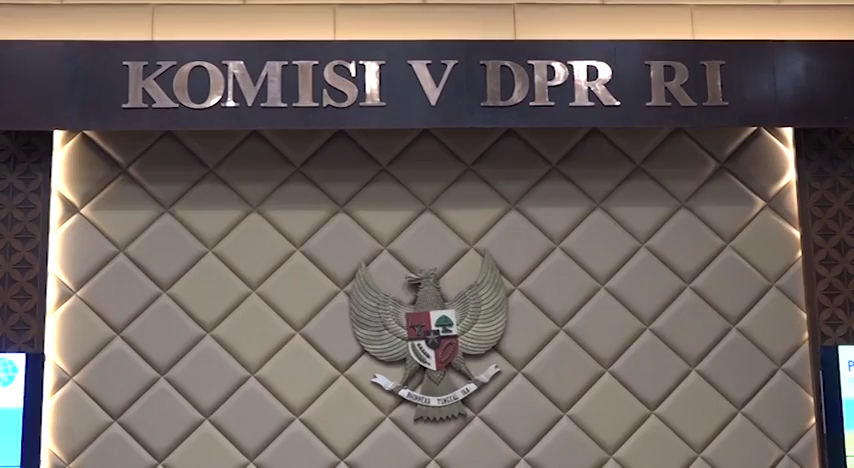 KOMISI V DPR RI
P
BHINNEKA TUNGGAL IKA